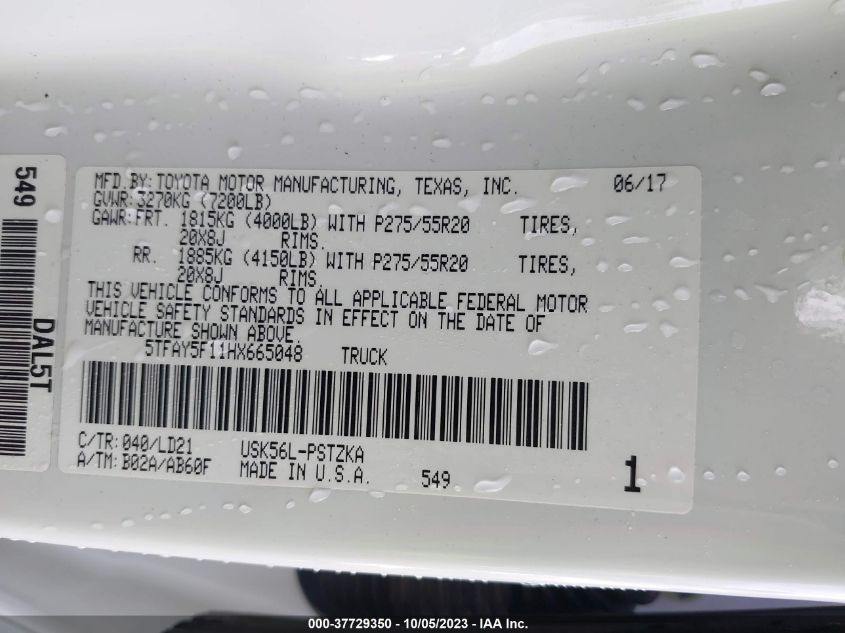 549
DAL5T
MFD.BY: TOYOTA MOTOR MANUFACTURING, TEXAS, INC. 06/17
GVWR: 3270KG (7200LB)
GAWR: FRT. 1815KG (4000LB) WITH P275/55R20 TIRES,
20X8J RIMS.
RR. 1885KG (4150LB) WITH P275/55R20 TIRES,
20X8J RIMS.
THIS VEHICLE CONFORMS TO ALL APPLICABLE FEDERAL MOTOR
VEHICLE SAFETY STANDARDS IN EFFECT ON THE DATE OF
MANUFACTURE SHOWN ABOVE.
5TFAY5F11HX665048 TRUCK
C/TR: 040/LD21 USK56L-PSTZKA
A/TM: B02A/AB60F MADE IN U.S.A. 549 1
000-37729350 - 10/05/2023 - IAA Inc.